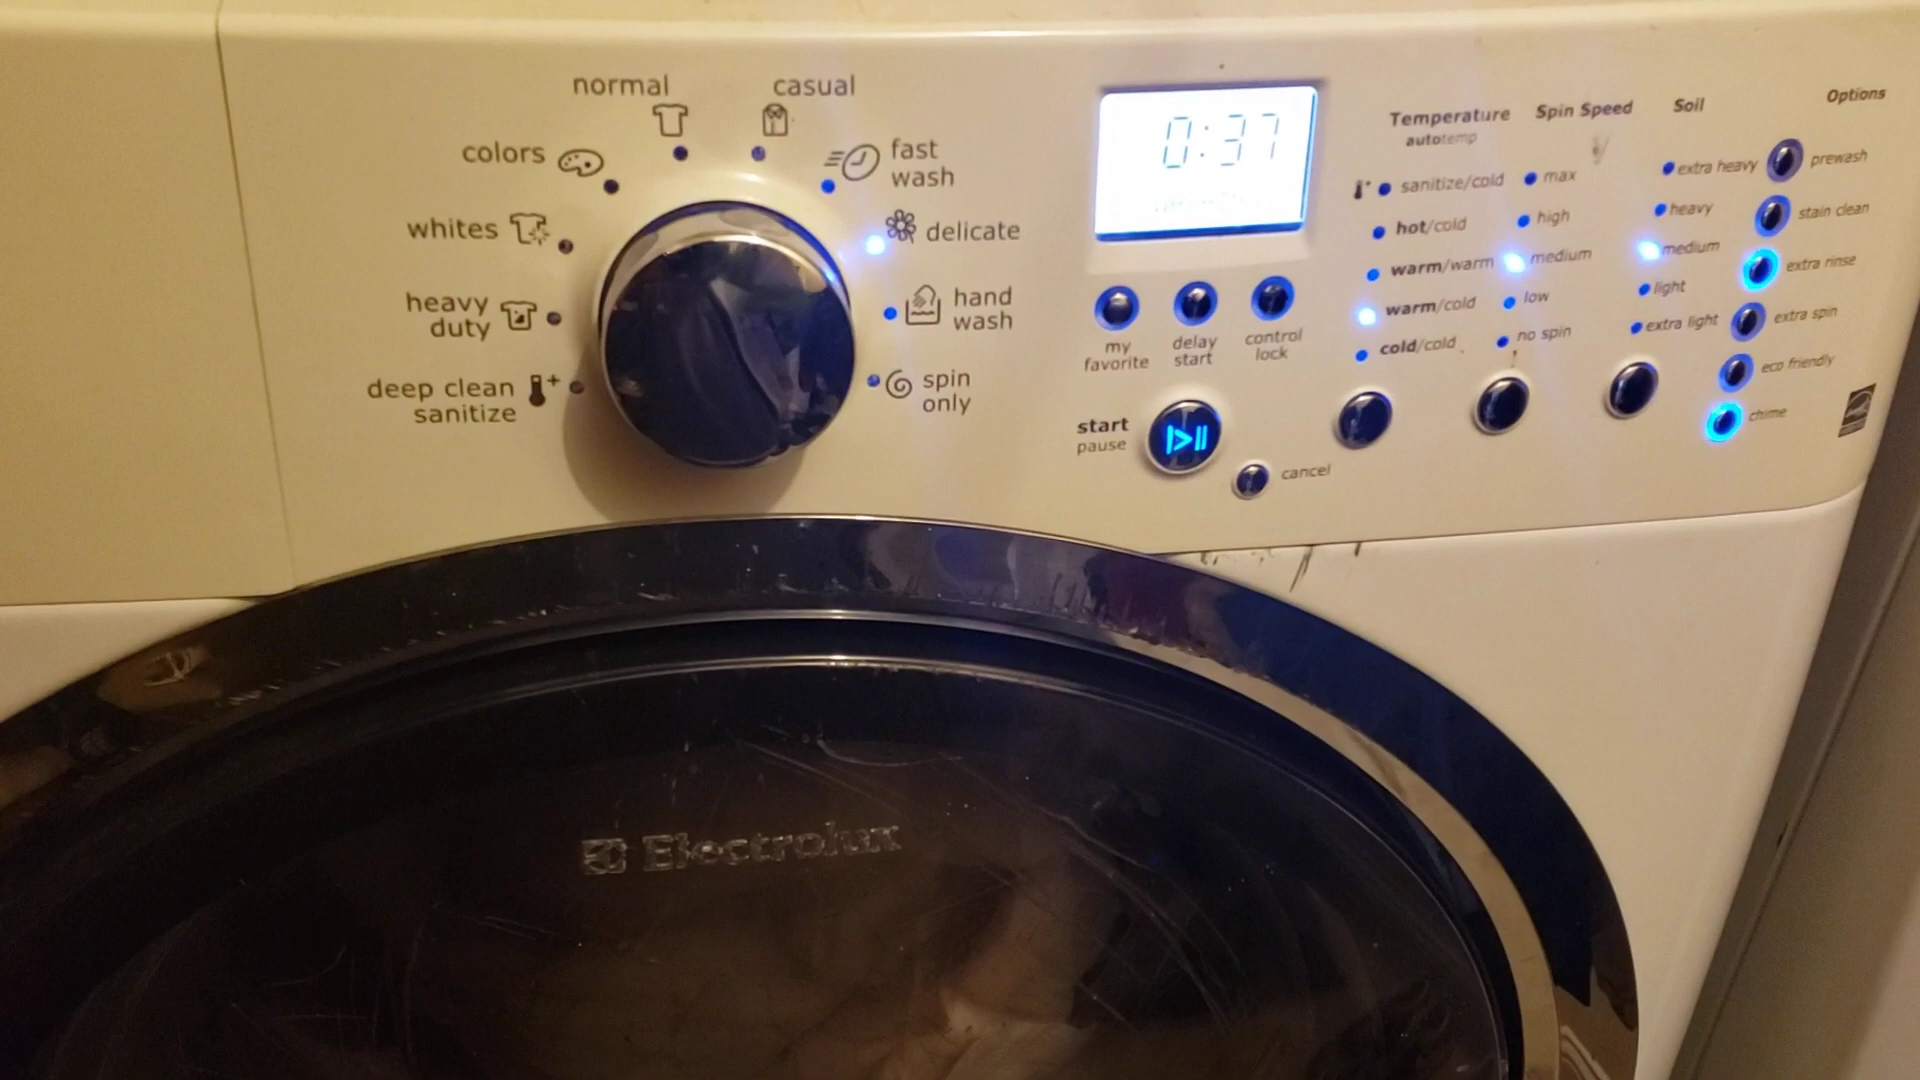 normal
casual
colors
fast
wash
whites
delicate
heavy
duty
hand
wash
deep clean
sanitize
spin
only
0:37
my
favorite
delay
start
control
lock
start
pause
cancel
Temperature
autotemp
sanitize/cold
hot/cold
warm/warm
warm/cold
cold/cold
Spin Speed
max
high
medium
low
no spin
Soil
extra heavy
heavy
medium
light
extra light
Options
prewash
stain clean
extra rinse
extra spin
eco friendly
chime
Electrolux